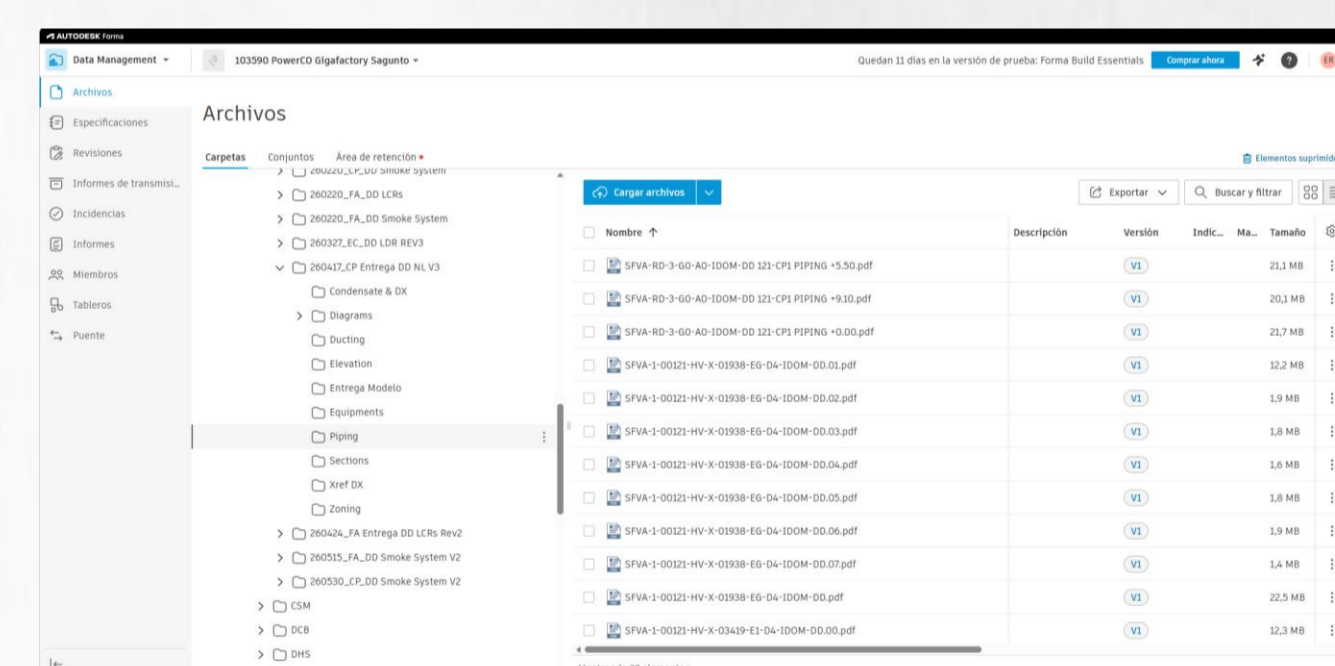 AUTODESK Forma
Data Management
103590 PowerCO Gigafactory Sagunto
Quedan 11 días en la versión de prueba: Forma Build Essentials
Comprar ahora
?
ER
Archivos
Especificaciones
Revisiones
Informes de transmisi...
Incidencias
Informes
Miembros
Tableros
Puente
Archivos
Carpetas Conjuntos Área de retención
Elementos suprimido
260220_CP_DD Smoke System
260220_FA_DD LCRs
260220_FA_DD Smoke System
260327_EC_DD LDR REV3
260417_CP Entrega DD NL V3
Condensate & DX
Diagrams
Ducting
Elevation
Entrega Modelo
Equipments
Piping
Sections
Xref DX
Zoning
260424_FA Entrega DD LCRs Rev2
260515_FA_DD Smoke System V2
260530_CP_DD Smoke System V2
CSM
DCB
DHS
Cargar archivos
Exportar
Buscar y filtrar
Nombre Descripción Versión Indic... Ma... Tamaño
SFVA-RD-3-G0-A0-IDOM-DD 121-CP1 PIPING +5.50.pdf V1 21,1 MB
SFVA-RD-3-G0-A0-IDOM-DD 121-CP1 PIPING +9.10.pdf V1 20,1 MB
SFVA-RD-3-G0-A0-IDOM-DD 121-CP1 PIPING +0.00.pdf V1 21,7 MB
SFVA-1-00121-HV-X-01938-EG-D4-IDOM-DD.01.pdf V1 12,2 MB
SFVA-1-00121-HV-X-01938-EG-D4-IDOM-DD.02.pdf V1 1,9 MB
SFVA-1-00121-HV-X-01938-EG-D4-IDOM-DD.03.pdf V1 1,8 MB
SFVA-1-00121-HV-X-01938-EG-D4-IDOM-DD.04.pdf V1 1,6 MB
SFVA-1-00121-HV-X-01938-EG-D4-IDOM-DD.05.pdf V1 1,8 MB
SFVA-1-00121-HV-X-01938-EG-D4-IDOM-DD.06.pdf V1 1,9 MB
SFVA-1-00121-HV-X-01938-EG-D4-IDOM-DD.07.pdf V1 1,4 MB
SFVA-1-00121-HV-X-01938-EG-D4-IDOM-DD.pdf V1 22,5 MB
SFVA-1-00121-HV-X-03419-E1-D4-IDOM-DD.00.pdf V1 12,3 MB